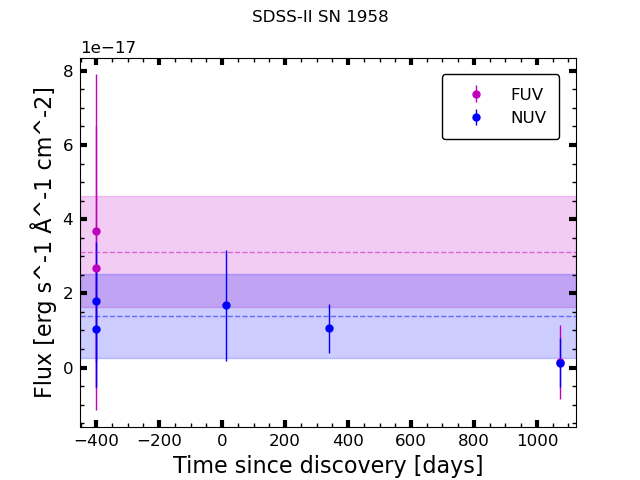 SDSS-II SN 1958
1e−17
8
6
4
2
0
Flux [erg s^-1 Å^-1 cm^-2]
FUV
NUV
−400 −200 0 200 400 600 800 1000
Time since discovery [days]